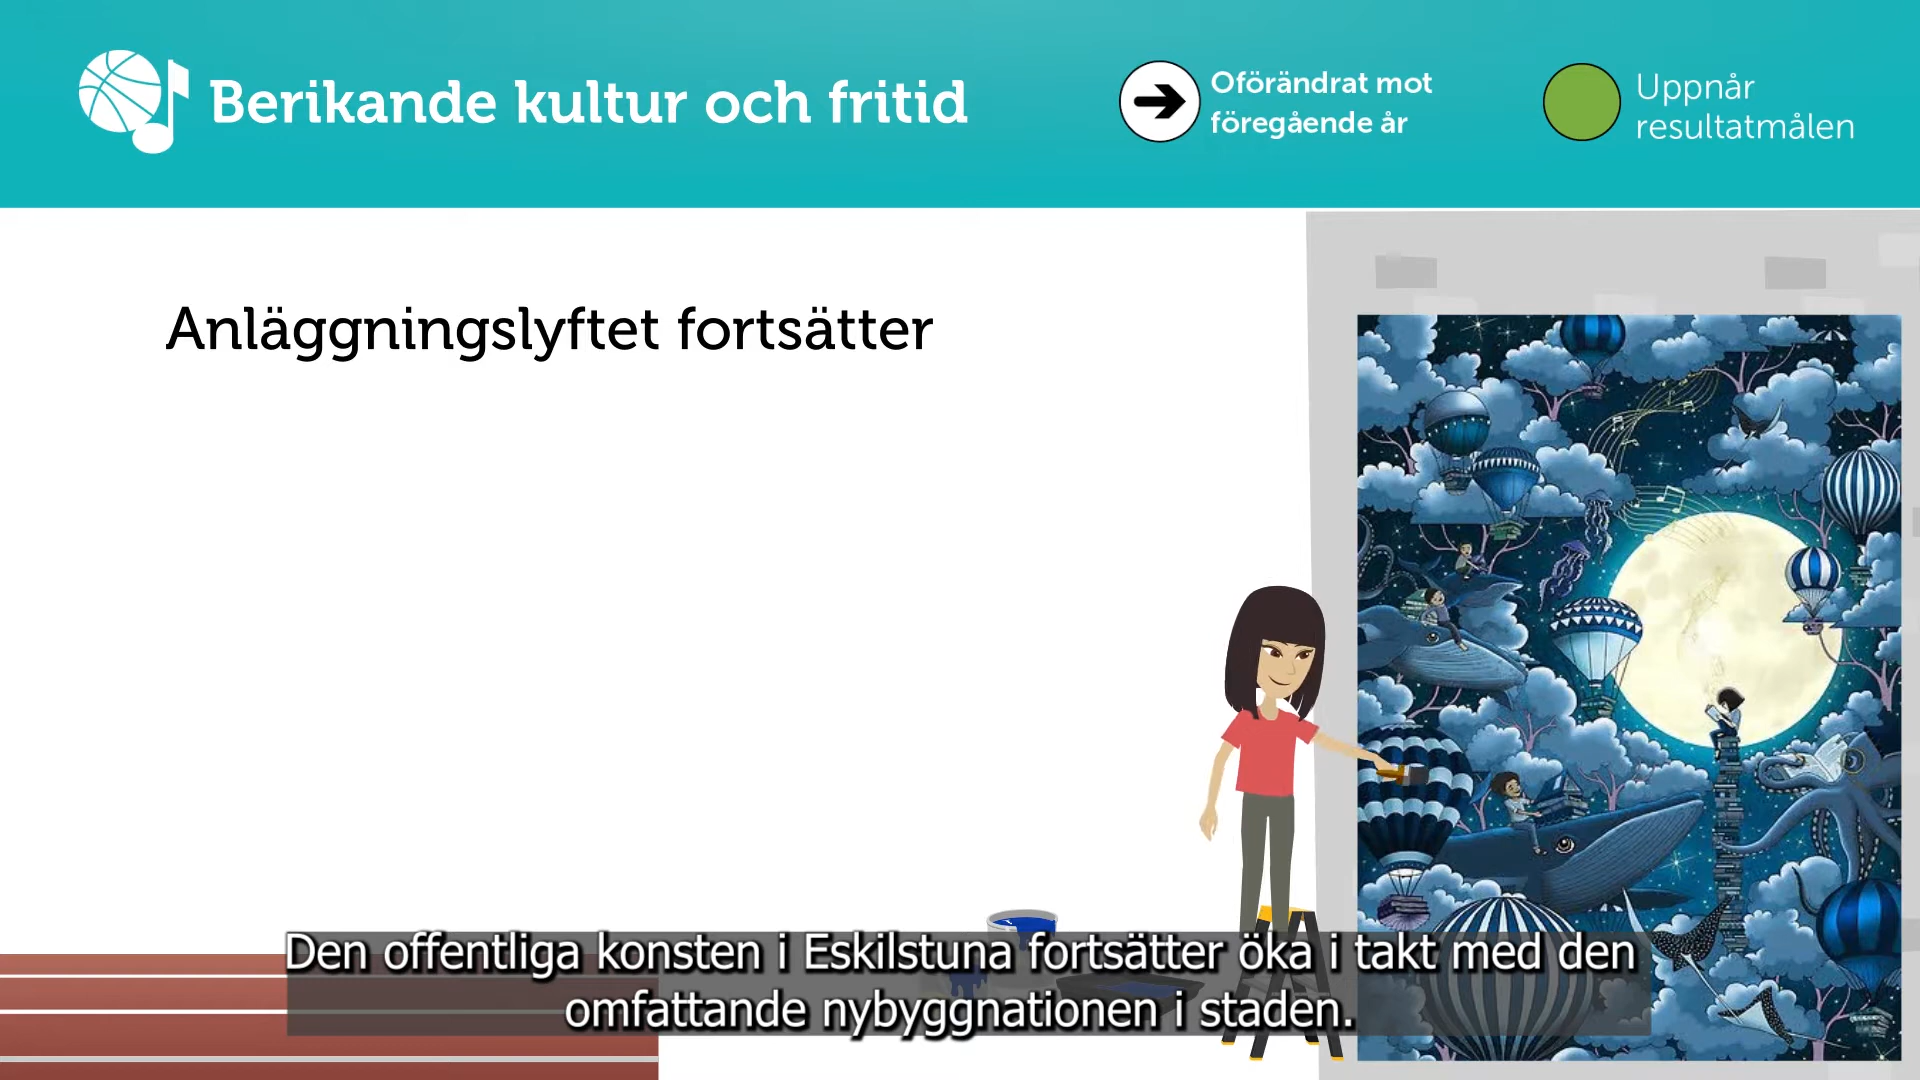 Berikande kultur och fritid
Oförändrat mot
föregående år
Uppnår
resultatmålen
Anläggningslyftet fortsätter
Den offentliga konsten i Eskilstuna fortsätter öka i takt med den
omfattande nybyggnationen i staden.